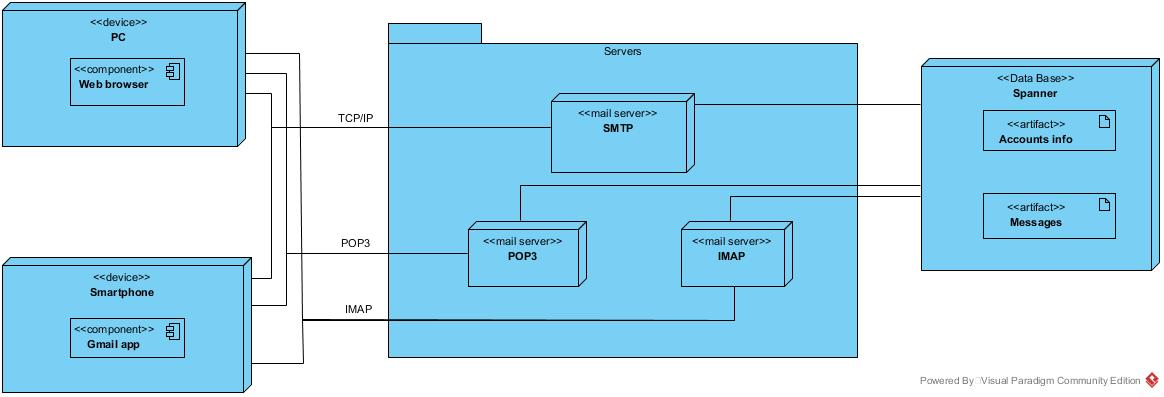 <<device>>
PC
<<component>>
Web browser
Servers
<<mail server>>
SMTP
TCP/IP
<<Data Base>>
Spanner
<<artifact>>
Accounts info
<<artifact>>
Messages
POP3
<<mail server>>
POP3
<<mail server>>
IMAP
IMAP
<<device>>
Smartphone
<<component>>
Gmail app
Powered By Visual Paradigm Community Edition